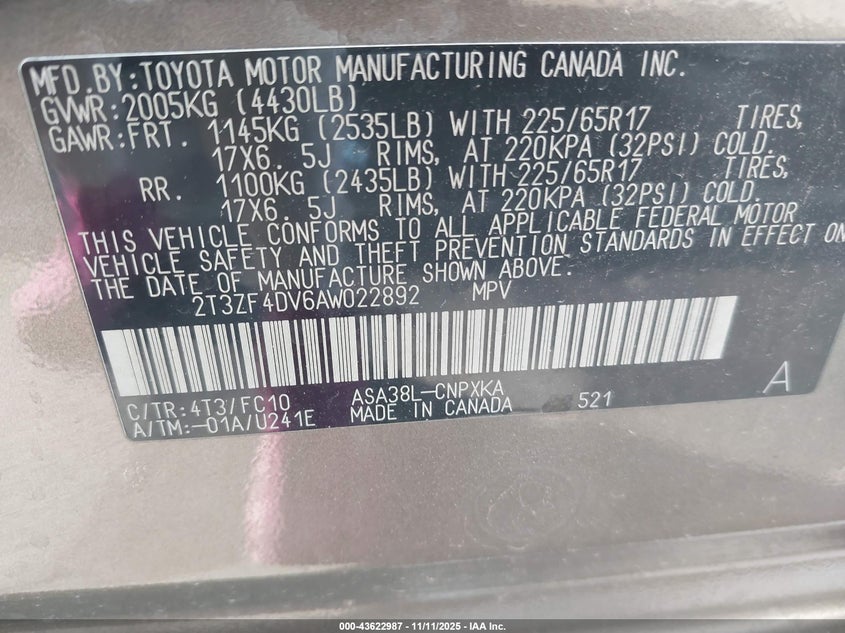 MFD.BY:TOYOTA MOTOR MANUFACTURING CANADA INC.
GVWR:2005KG (4430LB)
GAWR:FRT. 1145KG (2535LB) WITH 225/65R17 TIRES,
17X6. 5J RIMS, AT 220KPA (32PSI) COLD.
RR. 1100KG (2435LB) WITH 225/65R17 TIRES,
17X6. 5J RIMS, AT 220KPA (32PSI) COLD.
THIS VEHICLE CONFORMS TO ALL APPLICABLE FEDERAL MOTOR
VEHICLE SAFETY AND THEFT PREVENTION STANDARDS IN EFFECT ON
THE DATE OF MANUFACTURE SHOWN ABOVE.
2T3ZF4DV6AW022892 MPV
C/TR:4T3/FC10 ASA38L-CNPXKA
A/TM:-01A/U241E MADE IN CANADA 521 A
000-43622987 - 11/11/2025 - IAA Inc.